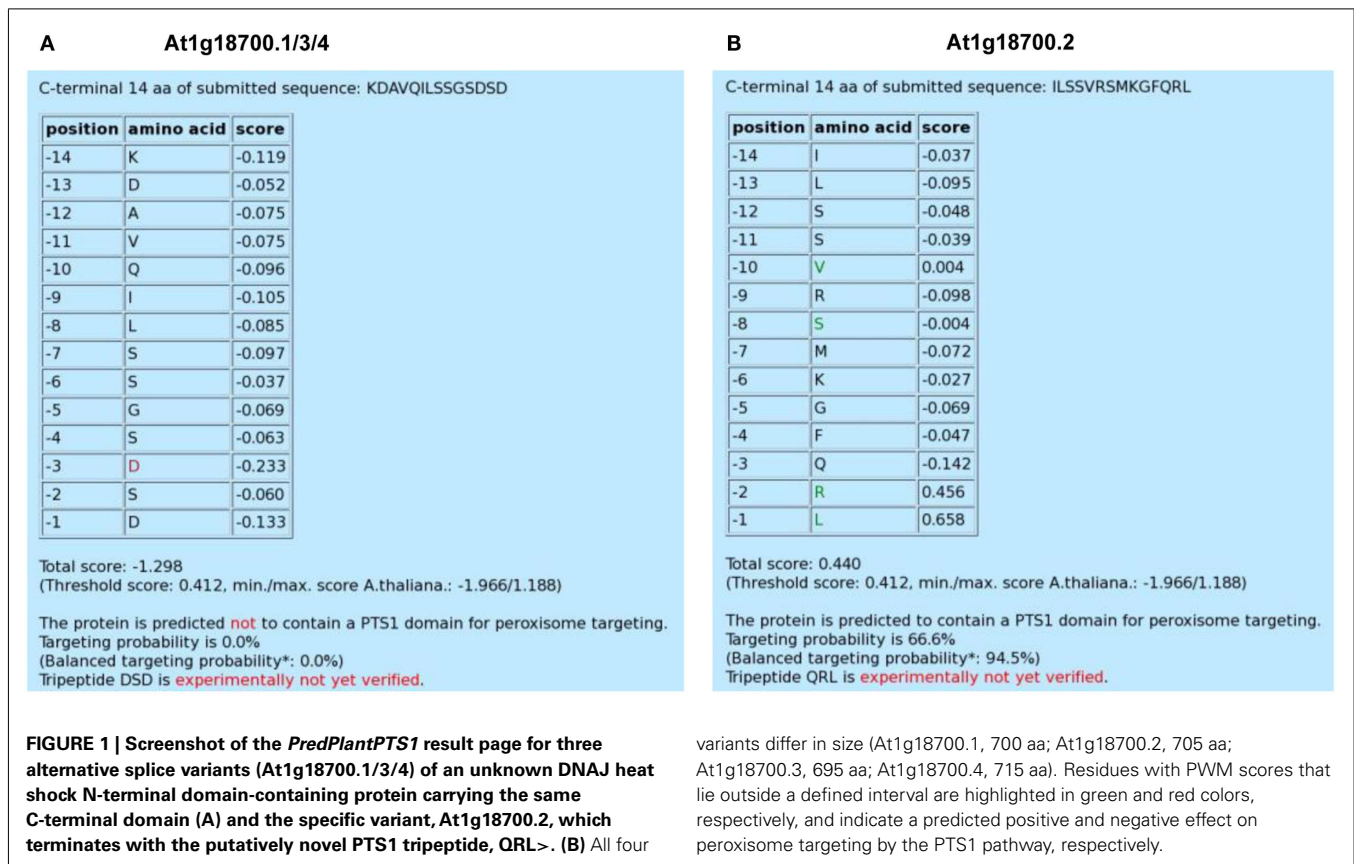 A At1g18700.1/3/4
C-terminal 14 aa of submitted sequence: KDAVQILSSGSDSD
position amino acid score
-14 K -0.119
-13 D -0.052
-12 A -0.075
-11 V -0.075
-10 Q -0.096
-9 I -0.105
-8 L -0.085
-7 S -0.097
-6 S -0.037
-5 G -0.069
-4 S -0.063
-3 D -0.233
-2 S -0.060
-1 D -0.133
Total score: -1.298
(Threshold score: 0.412, min./max. score A.thaliana.: -1.966/1.188)
The protein is predicted not to contain a PTS1 domain for peroxisome targeting.
Targeting probability is 0.0%
(Balanced targeting probability*: 0.0%)
Tripeptide DSD is experimentally not yet verified.
B At1g18700.2
C-terminal 14 aa of submitted sequence: ILSSVRSMKGFQRL
position amino acid score
-14 I -0.037
-13 L -0.095
-12 S -0.048
-11 S -0.039
-10 V 0.004
-9 R -0.098
-8 S -0.004
-7 M -0.072
-6 K -0.027
-5 G -0.069
-4 F -0.047
-3 Q -0.142
-2 R 0.456
-1 L 0.658
Total score: 0.440
(Threshold score: 0.412, min./max. score A.thaliana.: -1.966/1.188)
The protein is predicted to contain a PTS1 domain for peroxisome targeting.
Targeting probability is 66.6%
(Balanced targeting probability*: 94.5%)
Tripeptide QRL is experimentally not yet verified.
FIGURE 1 | Screenshot of the PredPlantPTS1 result page for three
alternative splice variants (At1g18700.1/3/4) of an unknown DNAJ heat
shock N-terminal domain-containing protein carrying the same
C-terminal domain (A) and the specific variant, At1g18700.2, which
terminates with the putatively novel PTS1 tripeptide, QRL>. (B) All four
variants differ in size (At1g18700.1, 700 aa; At1g18700.2, 705 aa;
At1g18700.3, 695 aa; At1g18700.4, 715 aa). Residues with PWM scores that
lie outside a defined interval are highlighted in green and red colors,
respectively, and indicate a predicted positive and negative effect on
peroxisome targeting by the PTS1 pathway, respectively.